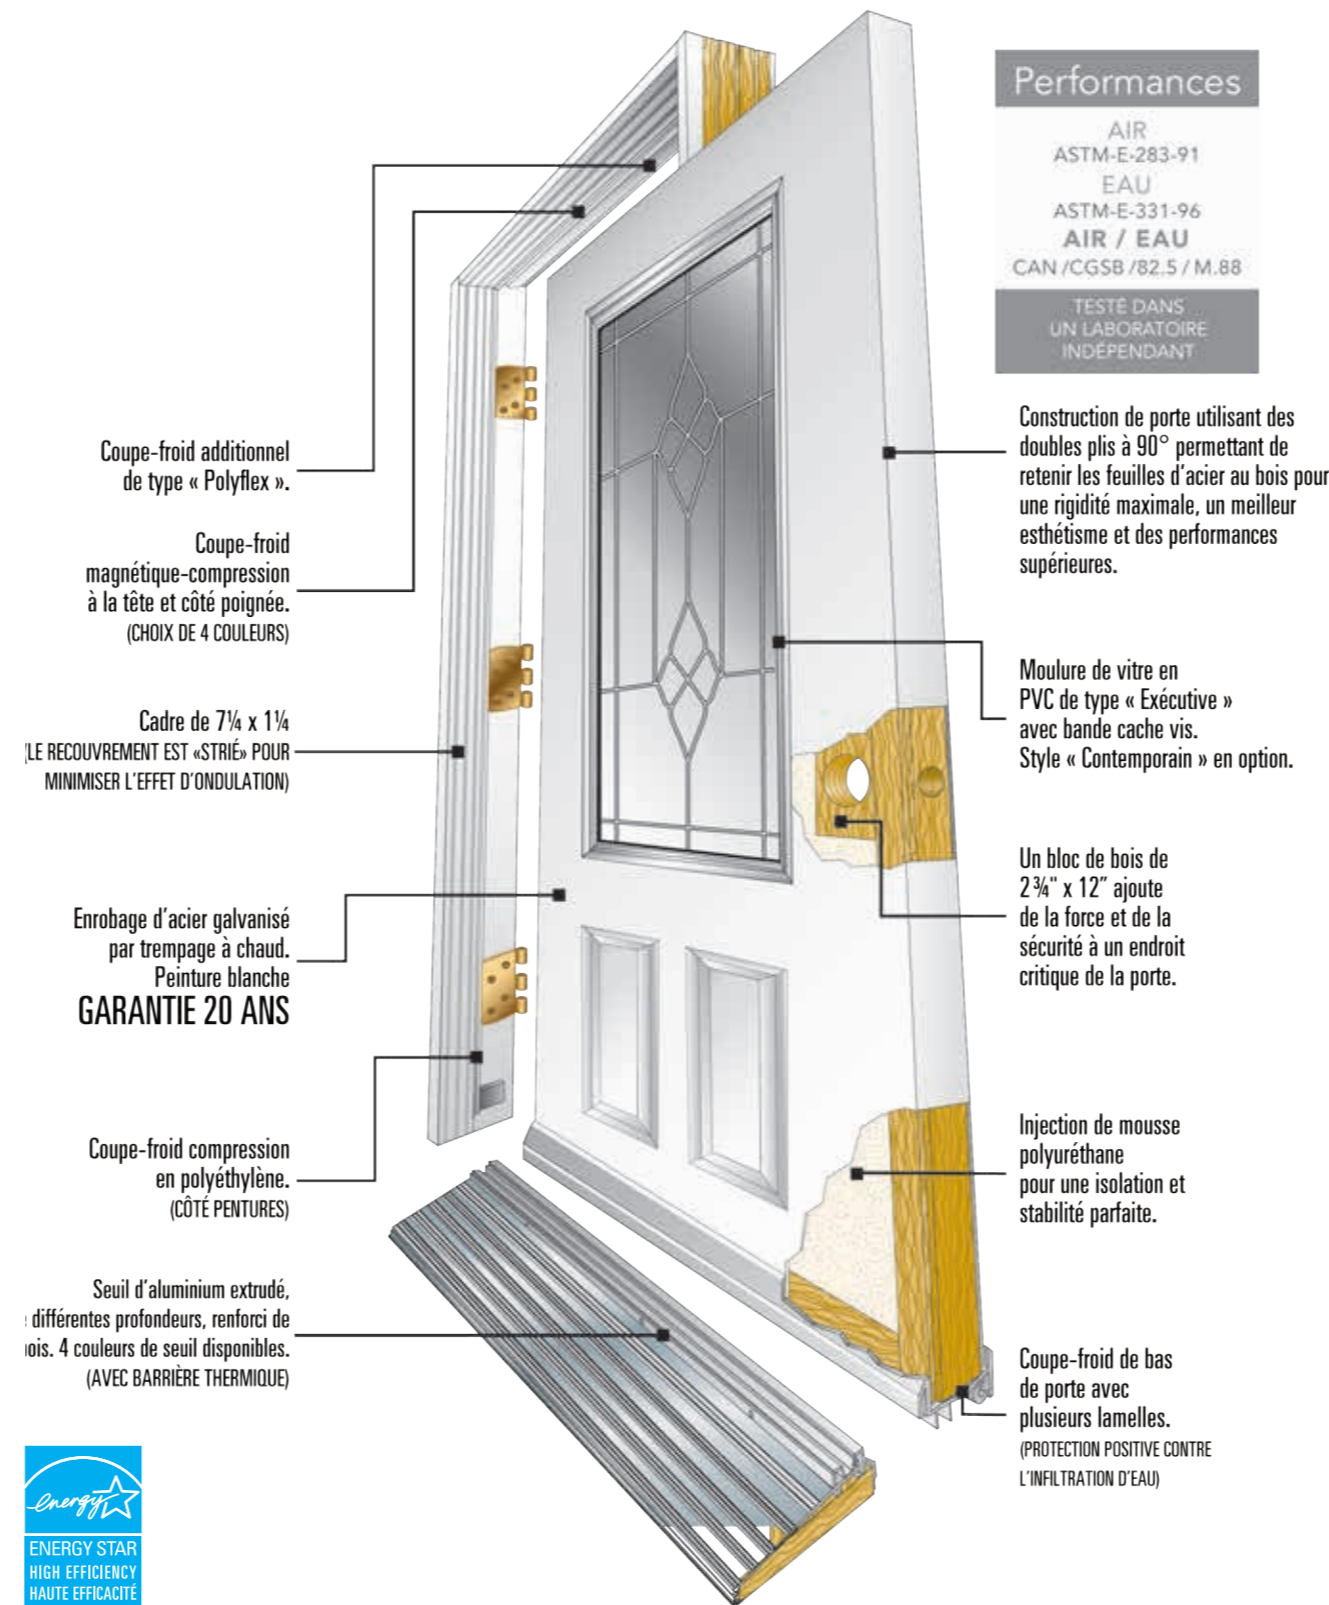 Performances
AIR
ASTM-E-283-91
EAU
ASTM-E-331-96
AIR / EAU
CAN /CGSB /82.5 / M.88
TESTÉ DANS
UN LABORATOIRE
INDÉPENDANT
Coupe-froid additionnel
de type « Polyflex ».
Coupe-froid
magnétique-compression
à la tête et côté poignée.
(CHOIX DE 4 COULEURS)
Cadre de 7¼ x 1¼
(LE RECOUVREMENT EST «STRIÉ» POUR
MINIMISER L'EFFET D'ONDULATION)
Enrobage d'acier galvanisé
par trempage à chaud.
Peinture blanche
GARANTIE 20 ANS
Coupe-froid compression
en polyéthylène.
(CÔTÉ PENTURES)
Seuil d'aluminium extrudé,
différentes profondeurs, renforci de
4 couleurs de seuil disponibles.
(AVEC BARRIÈRE THERMIQUE)
Construction de porte utilisant des
doubles plis à 90° permettant de
retenir les feuilles d'acier au bois pour
une rigidité maximale, un meilleur
esthétisme et des performances
supérieures.
Moulure de vitre en
PVC de type « Exécutive »
avec bande cache vis.
Style « Contemporain » en option.
Un bloc de bois de
2 ¾" x 12" ajoute
de la force et de la
sécurité à un endroit
critique de la porte.
Injection de mousse
polyuréthane
pour une isolation et
stabilité parfaite.
Coupe-froid de bas
de porte avec
plusieurs lamelles.
(PROTECTION POSITIVE CONTRE
L'INFILTRATION D'EAU)
energy
ENERGY STAR
HIGH EFFICIENCY
HAUTE EFFICACITÉ